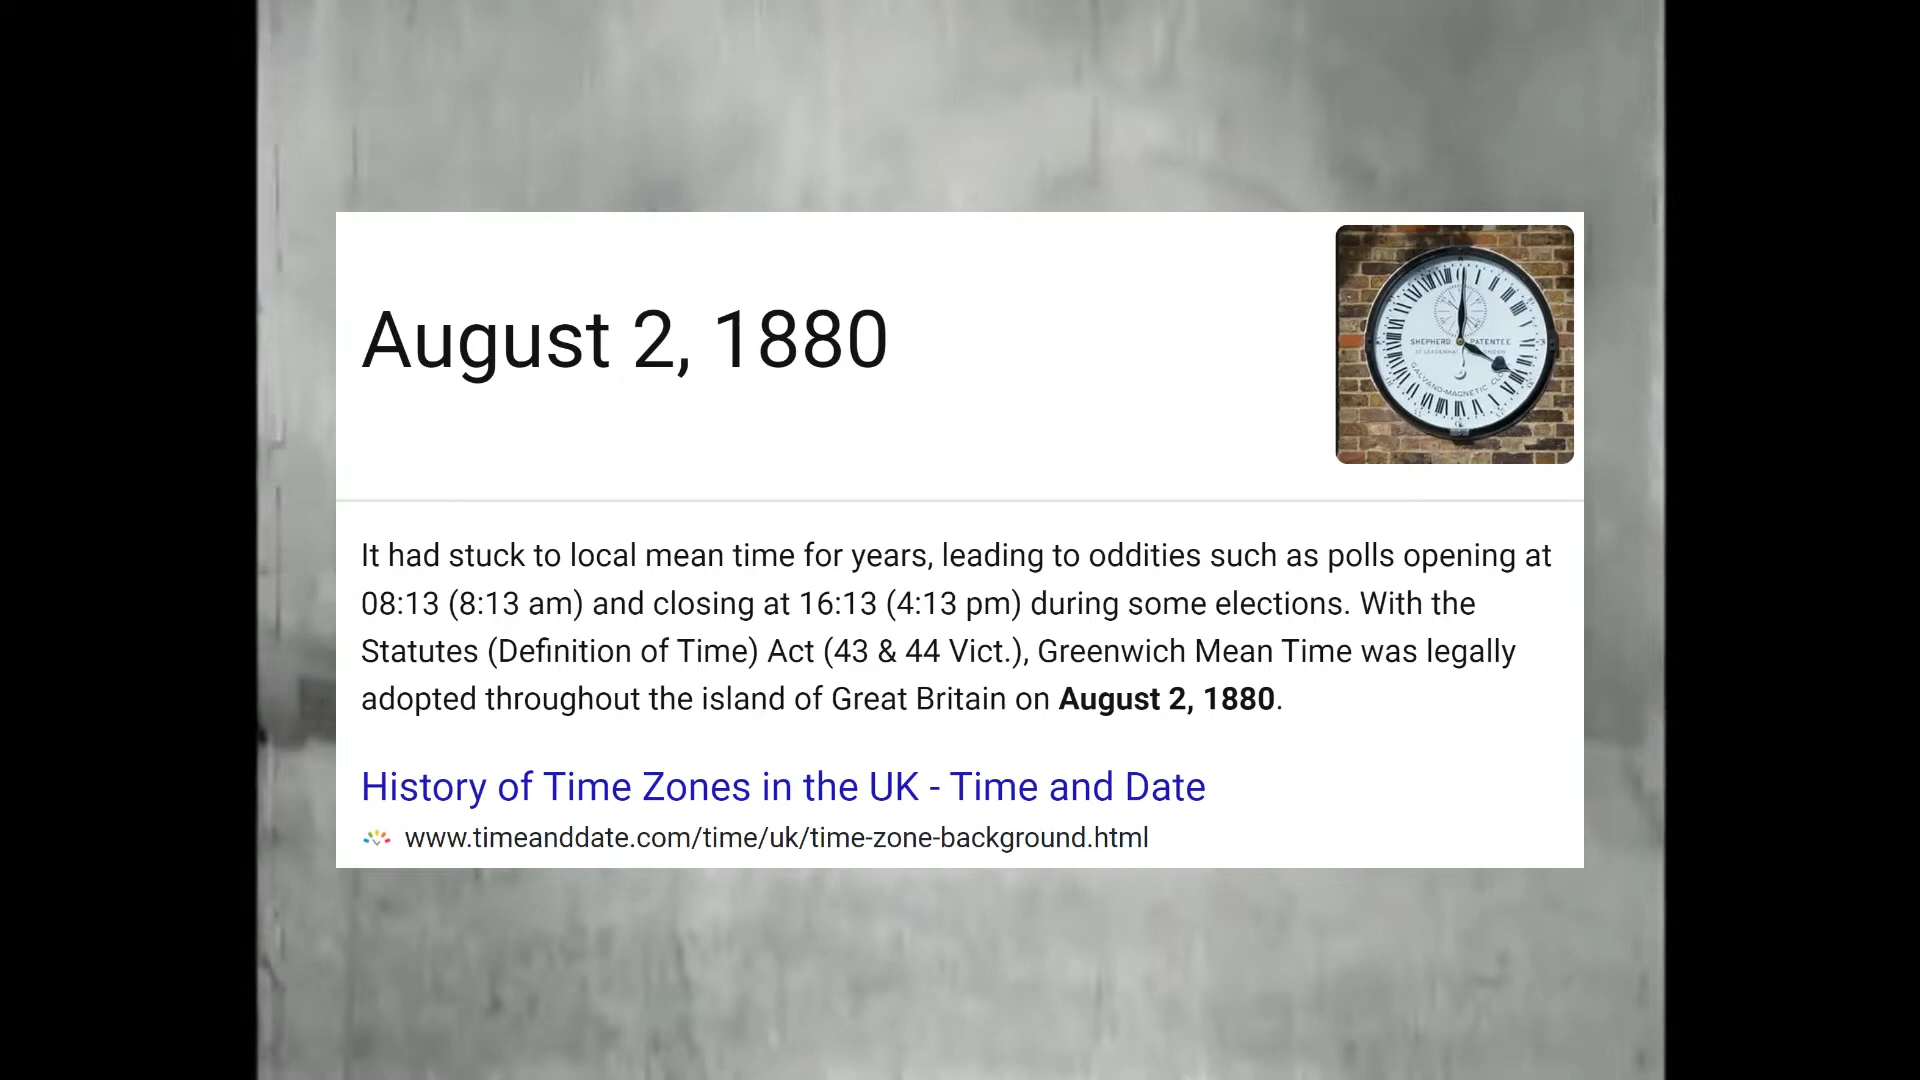 August 2, 1880
SHEPHERD PATENTEE
GALVANO-MAGNETIC CLO
It had stuck to local mean time for years, leading to oddities such as polls opening at
08:13 (8:13 am) and closing at 16:13 (4:13 pm) during some elections. With the
Statutes (Definition of Time) Act (43 & 44 Vict.), Greenwich Mean Time was legally
adopted throughout the island of Great Britain on August 2, 1880.
History of Time Zones in the UK - Time and Date
www.timeanddate.com/time/uk/time-zone-background.html